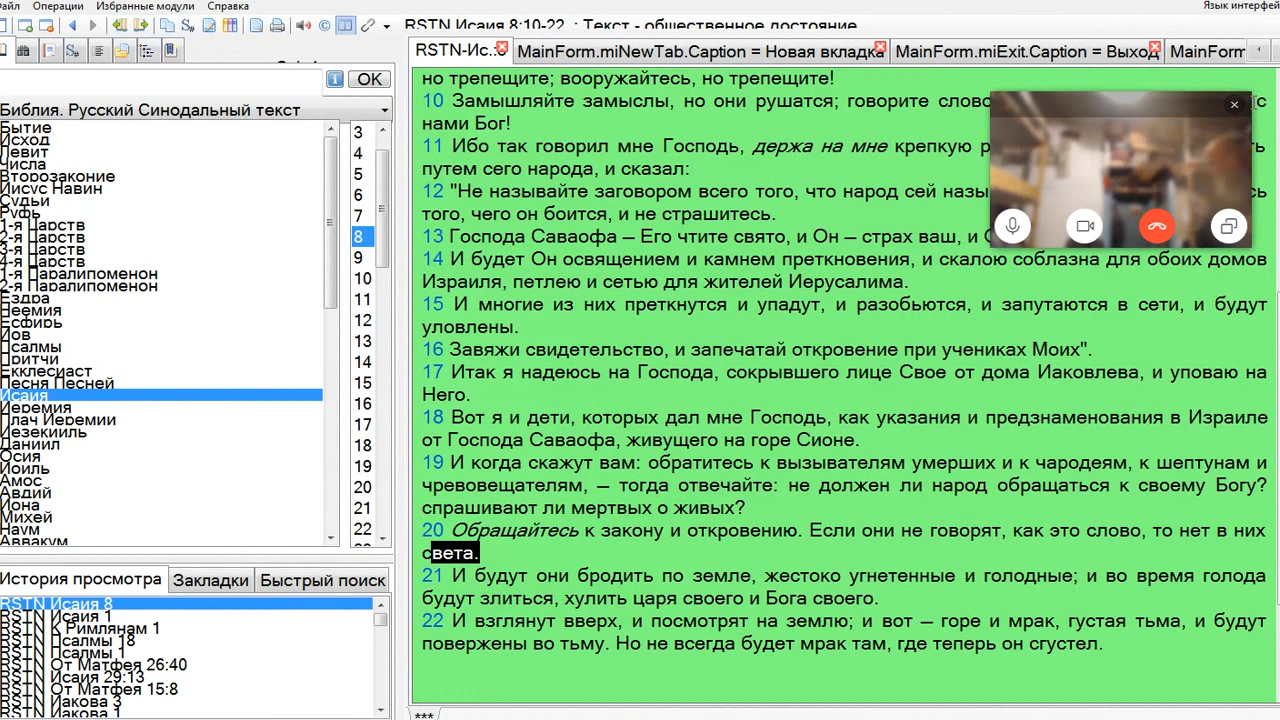 айл Операции Избранные модули Справка
Язык интерфей
RSTN Исаия 8:10-22 : Текст - общественное достояние
RSTN-Ис.:
MainForm.miNewTab.Caption = Новая вкладка
MainForm.miExit.Caption = Выход
MainForm
OK
Библия. Русский Синодальный текст
Бытие
Исход
Левит
Числа
Второзаконие
Иисус Навин
Судьи
Руфь
1-я Царств
2-я Царств
3-я Царств
4-я Царств
1-я Паралипоменон
2-я Паралипоменон
Ездра
Неемия
Есфирь
Иов
Псалмы
Притчи
Екклесиаст
Песня Песней
Исаия
Иеремия
Плач Иеремии
Иезекииль
Даниил
Осия
Иоиль
Амос
Авдий
Иона
Михей
Наум
Аввакум
3
4
5
6
7
8
9
10
11
12
13
14
15
16
17
18
19
20
21
22
История просмотра
Закладки
Быстрый поиск
RSTN Исаия 8
RSTN Исаия 1
RSTN К Римлянам 1
RSTN Псалмы 18
RSTN Псалмы 1
RSTN От Матфея 26:40
RSTN Исаия 29:13
RSTN От Матфея 15:8
RSTN Иакова 3
RSTN Иакова 1
но трепещите; вооружайтесь, но трепещите!
10 Замышляйте замыслы, но они рушатся; говорите слово с
нами Бог!
11 Ибо так говорил мне Господь, держа на мне крепкую р ть
путем сего народа, и сказал:
12 "Не называйте заговором всего того, что народ сей назы сь
того, чего он боится, и не страшитесь.
13 Господа Саваофа – Его чтите свято, и Он – страх ваш, и
14 И будет Он освящением и камнем преткновения, и скалою соблазна для обоих домов
Израиля, петлею и сетью для жителей Иерусалима.
15 И многие из них преткнутся и упадут, и разобьются, и запутаются в сети, и будут
уловлены.
16 Завяжи свидетельство, и запечатай откровение при учениках Моих".
17 Итак я надеюсь на Господа, сокрывшего лице Свое от дома Иаковлева, и уповаю на
Него.
18 Вот я и дети, которых дал мне Господь, как указания и предзнаменования в Израиле
от Господа Саваофа, живущего на горе Сионе.
19 И когда скажут вам: обратитесь к вызывателям умерших и к чародеям, к шептунам и
чревовещателям, – тогда отвечайте: не должен ли народ обращаться к своему Богу?
спрашивают ли мертвых о живых?
20 Обращайтесь к закону и откровению. Если они не говорят, как это слово, то нет в них
света.
21 И будут они бродить по земле, жестоко угнетенные и голодные; и во время голода
будут злиться, хулить царя своего и Бога своего.
22 И взглянут вверх, и посмотрят на землю; и вот – горе и мрак, густая тьма, и будут
повержены во тьму. Но не всегда будет мрак там, где теперь он сгустел.
***